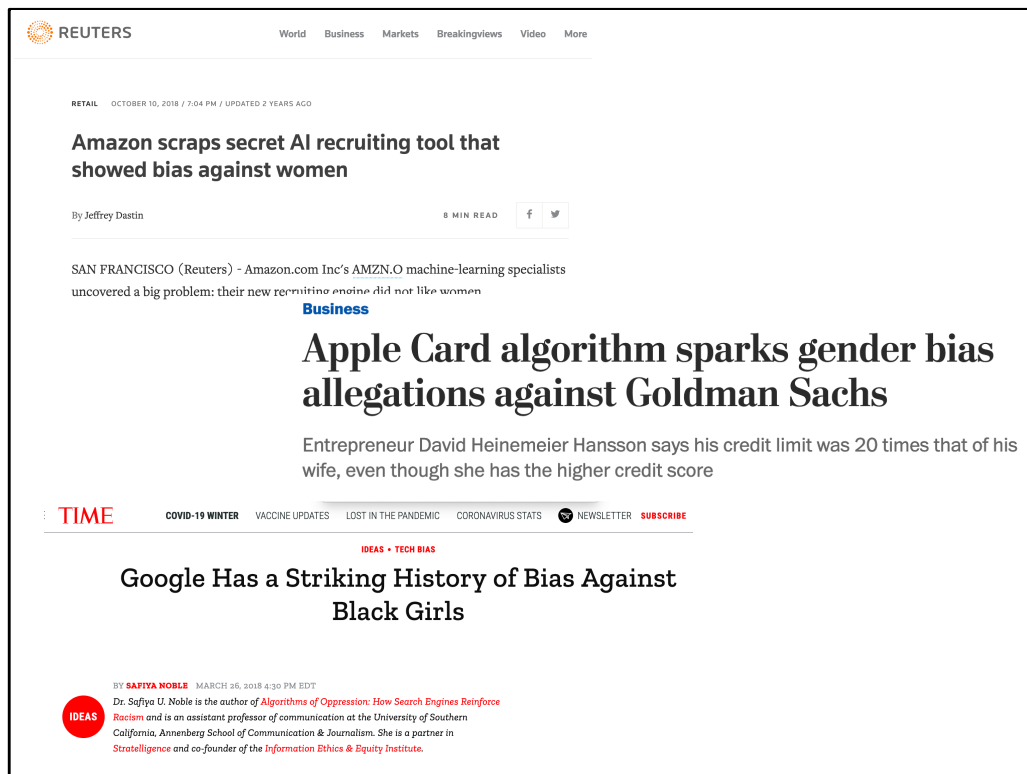 REUTERS
World Business Markets Breakingviews Video More
RETAIL OCTOBER 10, 2018 / 7:04 PM / UPDATED 2 YEARS AGO
Amazon scraps secret AI recruiting tool that
showed bias against women
By Jeffrey Dastin
8 MIN READ
SAN FRANCISCO (Reuters) - Amazon.com Inc's AMZN.O machine-learning specialists
uncovered a big problem: their new recruiting engine did not like women.
Business
Apple Card algorithm sparks gender bias
allegations against Goldman Sachs
Entrepreneur David Heinemeier Hansson says his credit limit was 20 times that of his
wife, even though she has the higher credit score
TIME
COVID-19 WINTER VACCINE UPDATES LOST IN THE PANDEMIC CORONAVIRUS STATS NEWSLETTER SUBSCRIBE
IDEAS • TECH BIAS
Google Has a Striking History of Bias Against
Black Girls
BY SAFIYA NOBLE MARCH 26, 2018 4:30 PM EDT
IDEAS
Dr. Safiya U. Noble is the author of Algorithms of Oppression: How Search Engines Reinforce
Racism and is an assistant professor of communication at the University of Southern
California, Annenberg School of Communication & Journalism. She is a partner in
Stratelligence and co-founder of the Information Ethics & Equity Institute.